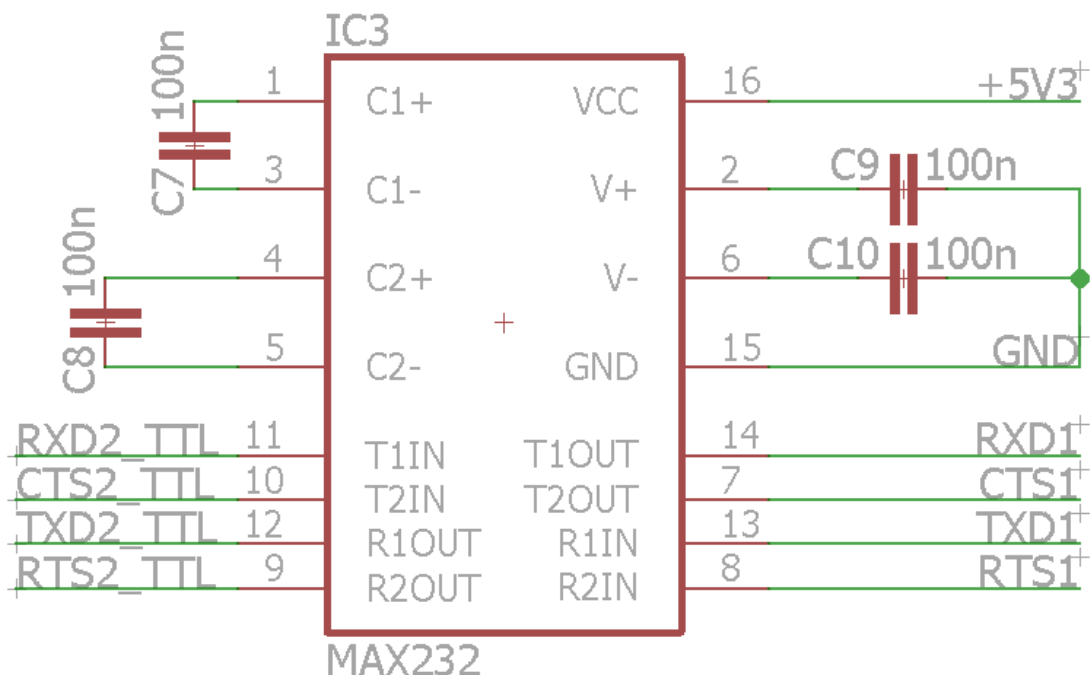 IC3
100n
1
C1+
VCC
16
+5V3
C7
3
C1-
V+
2
C9
100n
100n
4
C2+
V-
6
C10
100n
C8
5
C2-
GND
15
GND
RXD2_TTL
11
T1IN
T1OUT
14
RXD1
CTS2_TTL
10
T2IN
T2OUT
7
CTS1
TXD2_TTL
12
R1OUT
R1IN
13
TXD1
RTS2_TTL
9
R2OUT
R2IN
8
RTS1
MAX232